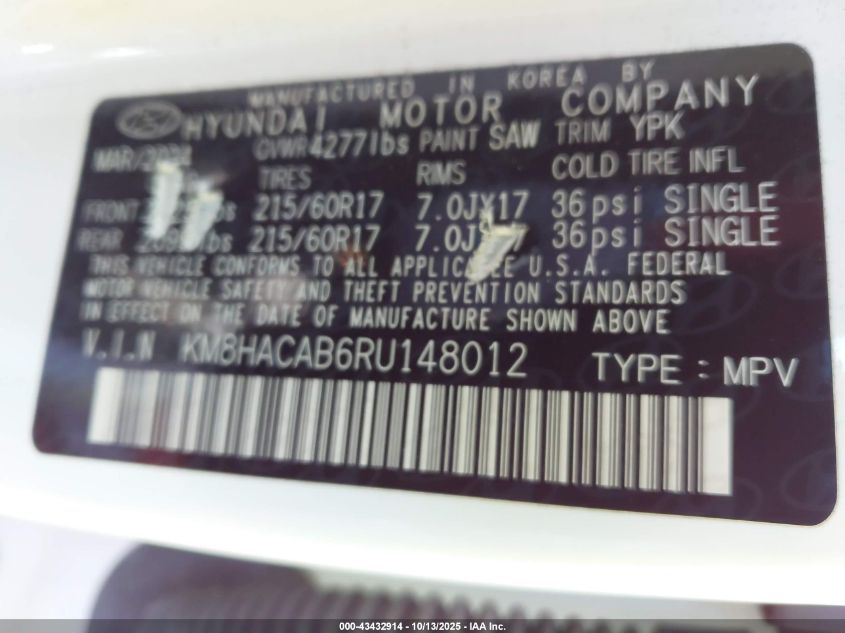 MANUFACTURED IN KOREA BY
HYUNDAI MOTOR COMPANY
GVWR 4277lbs PAINT SAW TRIM YPK
TIRES RIMS COLD TIRE INFL
FRONT 215/60R17 7.0JX17 36psi SINGLE
REAR lbs 215/60R17 36psi SINGLE
THIS VEHICLE CONFORMS TO ALL APPLICABLE U.S.A. FEDERAL
MOTOR VEHICLE SAFETY AND THEFT PREVENTION STANDARDS
IN EFFECT ON THE DATE OF MANUFACTURE SHOWN ABOVE
V.I.N KM8HACAB6RU148012 TYPE : MPV
000-43432914 - 10/13/2025 - IAA Inc.